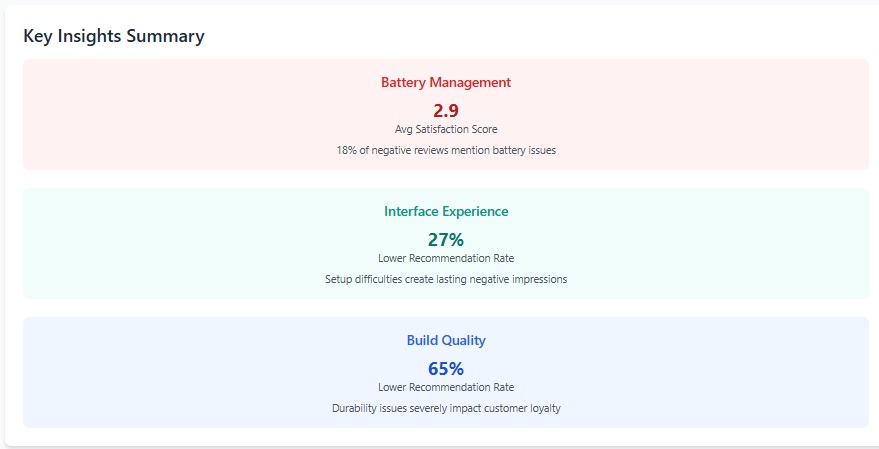 Key Insights Summary
Battery Management
2.9
Avg Satisfaction Score
18% of negative reviews mention battery issues
Interface Experience
27%
Lower Recommendation Rate
Setup difficulties create lasting negative impressions
Build Quality
65%
Lower Recommendation Rate
Durability issues severely impact customer loyalty